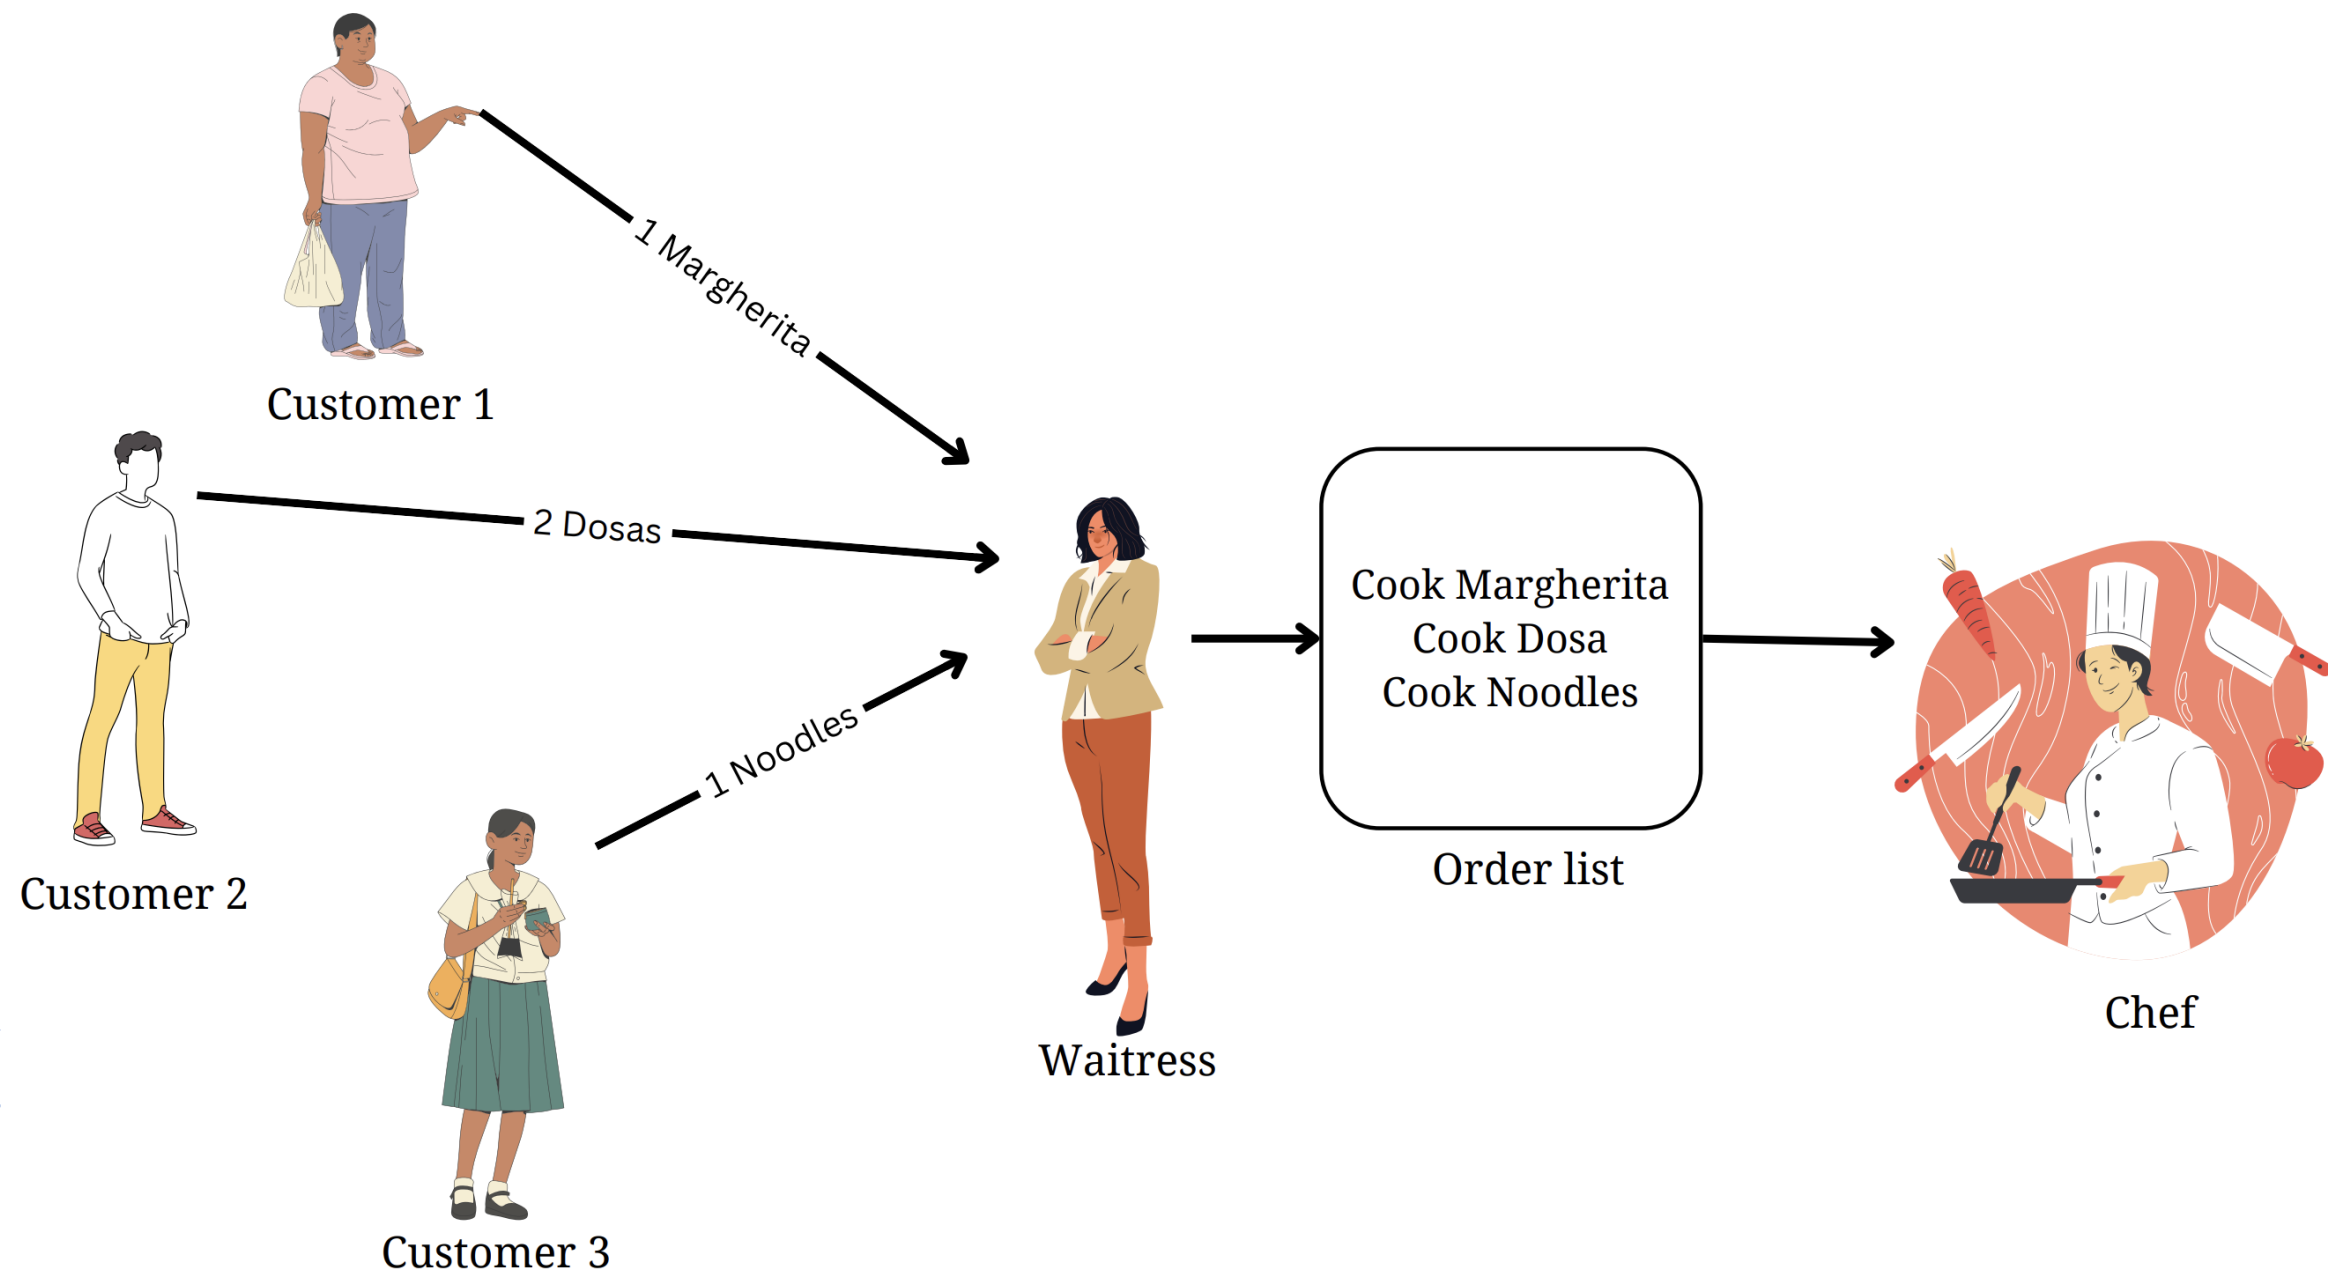 1 Margherita
Customer 1
2 Dosas
Cook Margherita
Cook Dosa
Cook Noodles
1 Noodles
Order list
Customer 2
Chef
Waitress
Customer 3